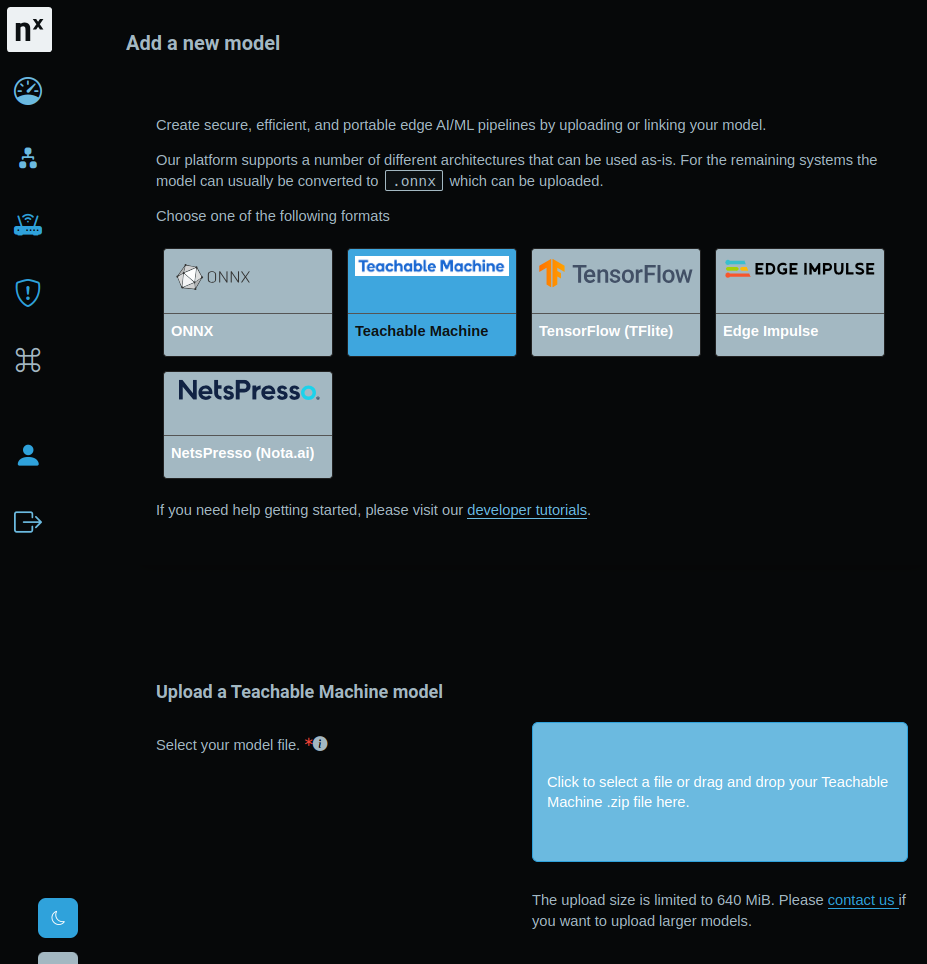 nx
Add a new model
Create secure, efficient, and portable edge AI/ML pipelines by uploading or linking your model.
Our platform supports a number of different architectures that can be used as-is. For the remaining systems the
model can usually be converted to .onnx which can be uploaded.
Choose one of the following formats
ONNX
Teachable Machine
TensorFlow
EDGE IMPULSE
ONNX
Teachable Machine
TensorFlow (TFlite)
Edge Impulse
NetsPresso.
NetsPresso (Nota.ai)
If you need help getting started, please visit our developer tutorials.
Upload a Teachable Machine model
Select your model file. *
Click to select a file or drag and drop your Teachable
Machine .zip file here.
The upload size is limited to 640 MiB. Please contact us if
you want to upload larger models.